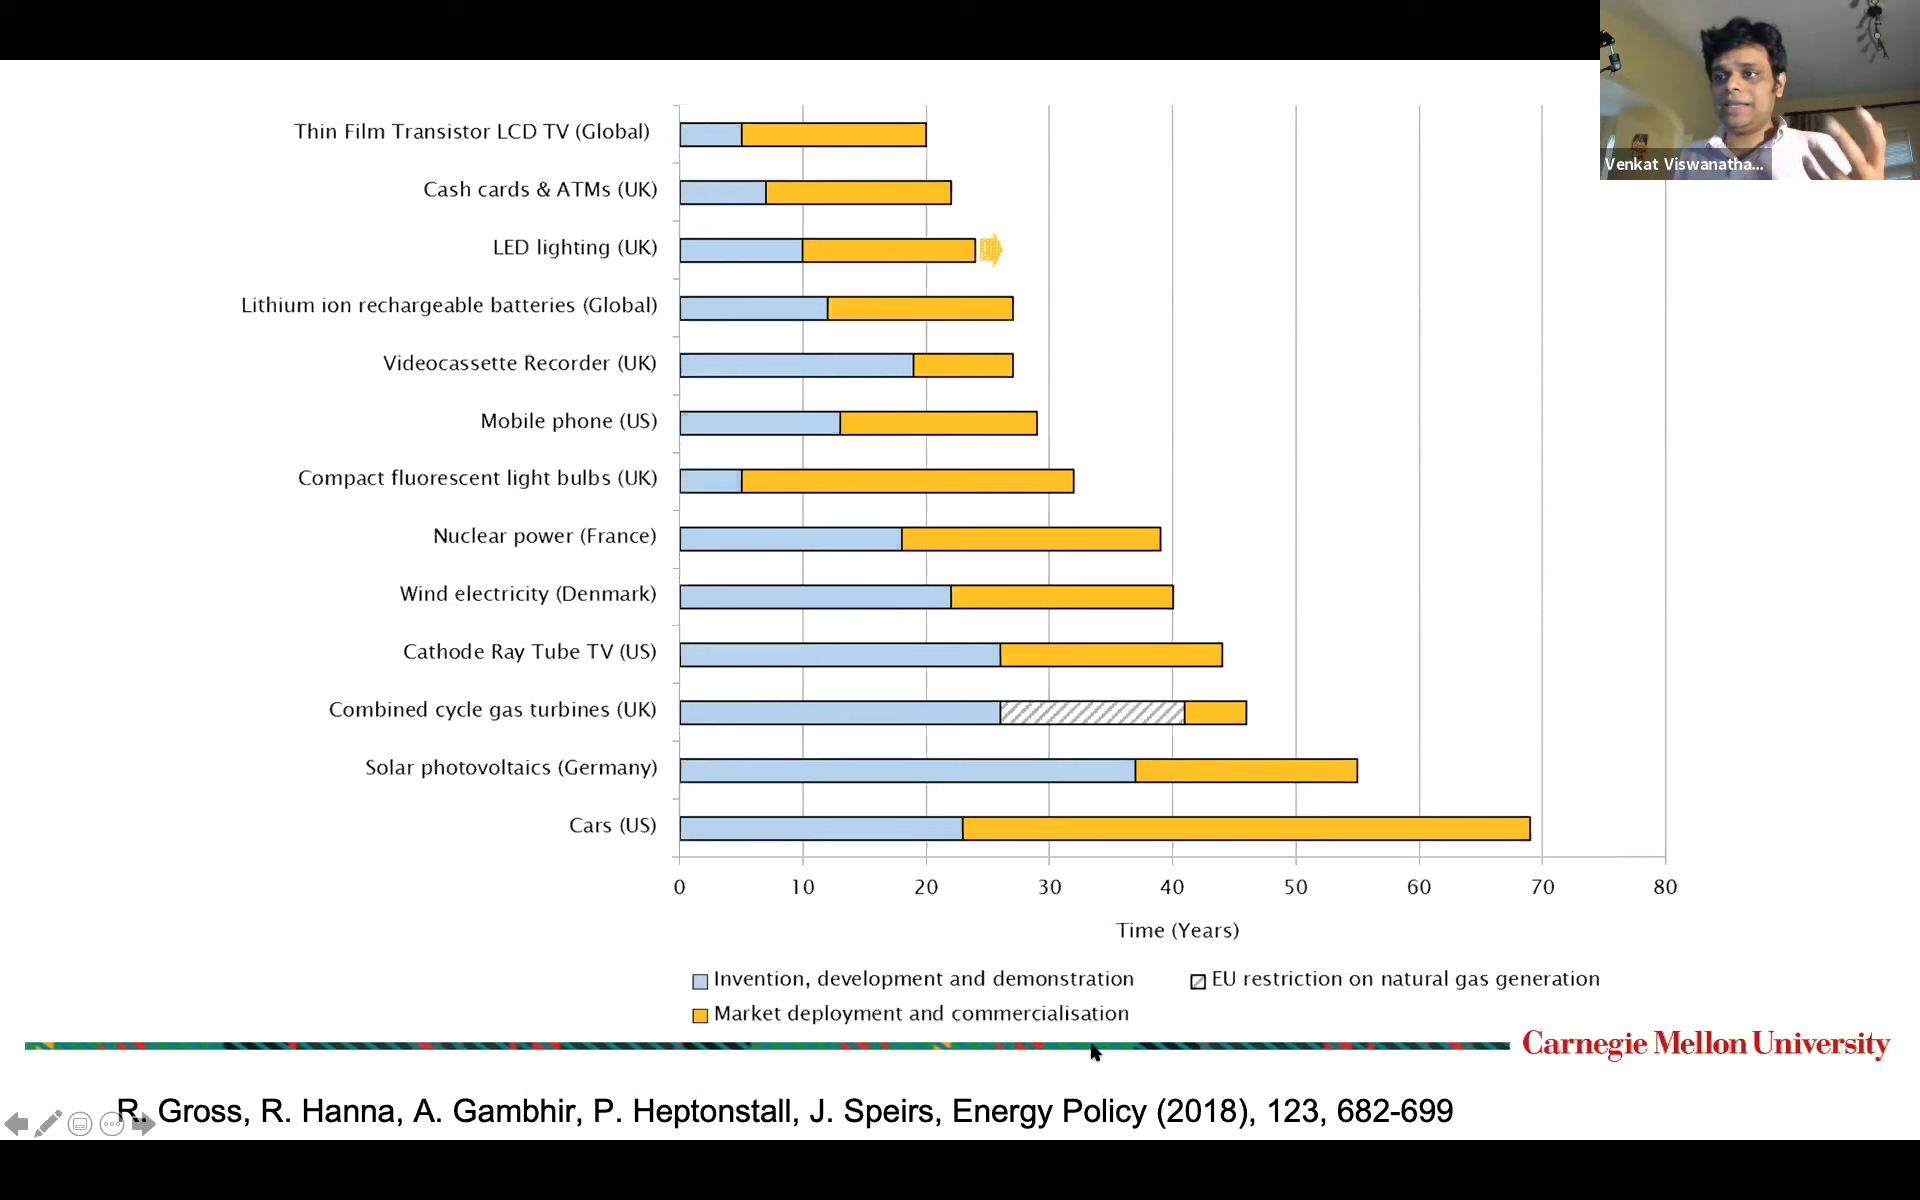 Venkat Viswanatha...
Thin Film Transistor LCD TV (Global)
Cash cards & ATMs (UK)
LED lighting (UK)
Lithium ion rechargeable batteries (Global)
Videocassette Recorder (UK)
Mobile phone (US)
Compact fluorescent light bulbs (UK)
Nuclear power (France)
Wind electricity (Denmark)
Cathode Ray Tube TV (US)
Combined cycle gas turbines (UK)
Solar photovoltaics (Germany)
Cars (US)
0 10 20 30 40 50 60 70 80
Time (Years)
Invention, development and demonstration
EU restriction on natural gas generation
Market deployment and commercialisation
Carnegie Mellon University
R. Gross, R. Hanna, A. Gambhir, P. Heptonstall, J. Speirs, Energy Policy (2018), 123, 682-699